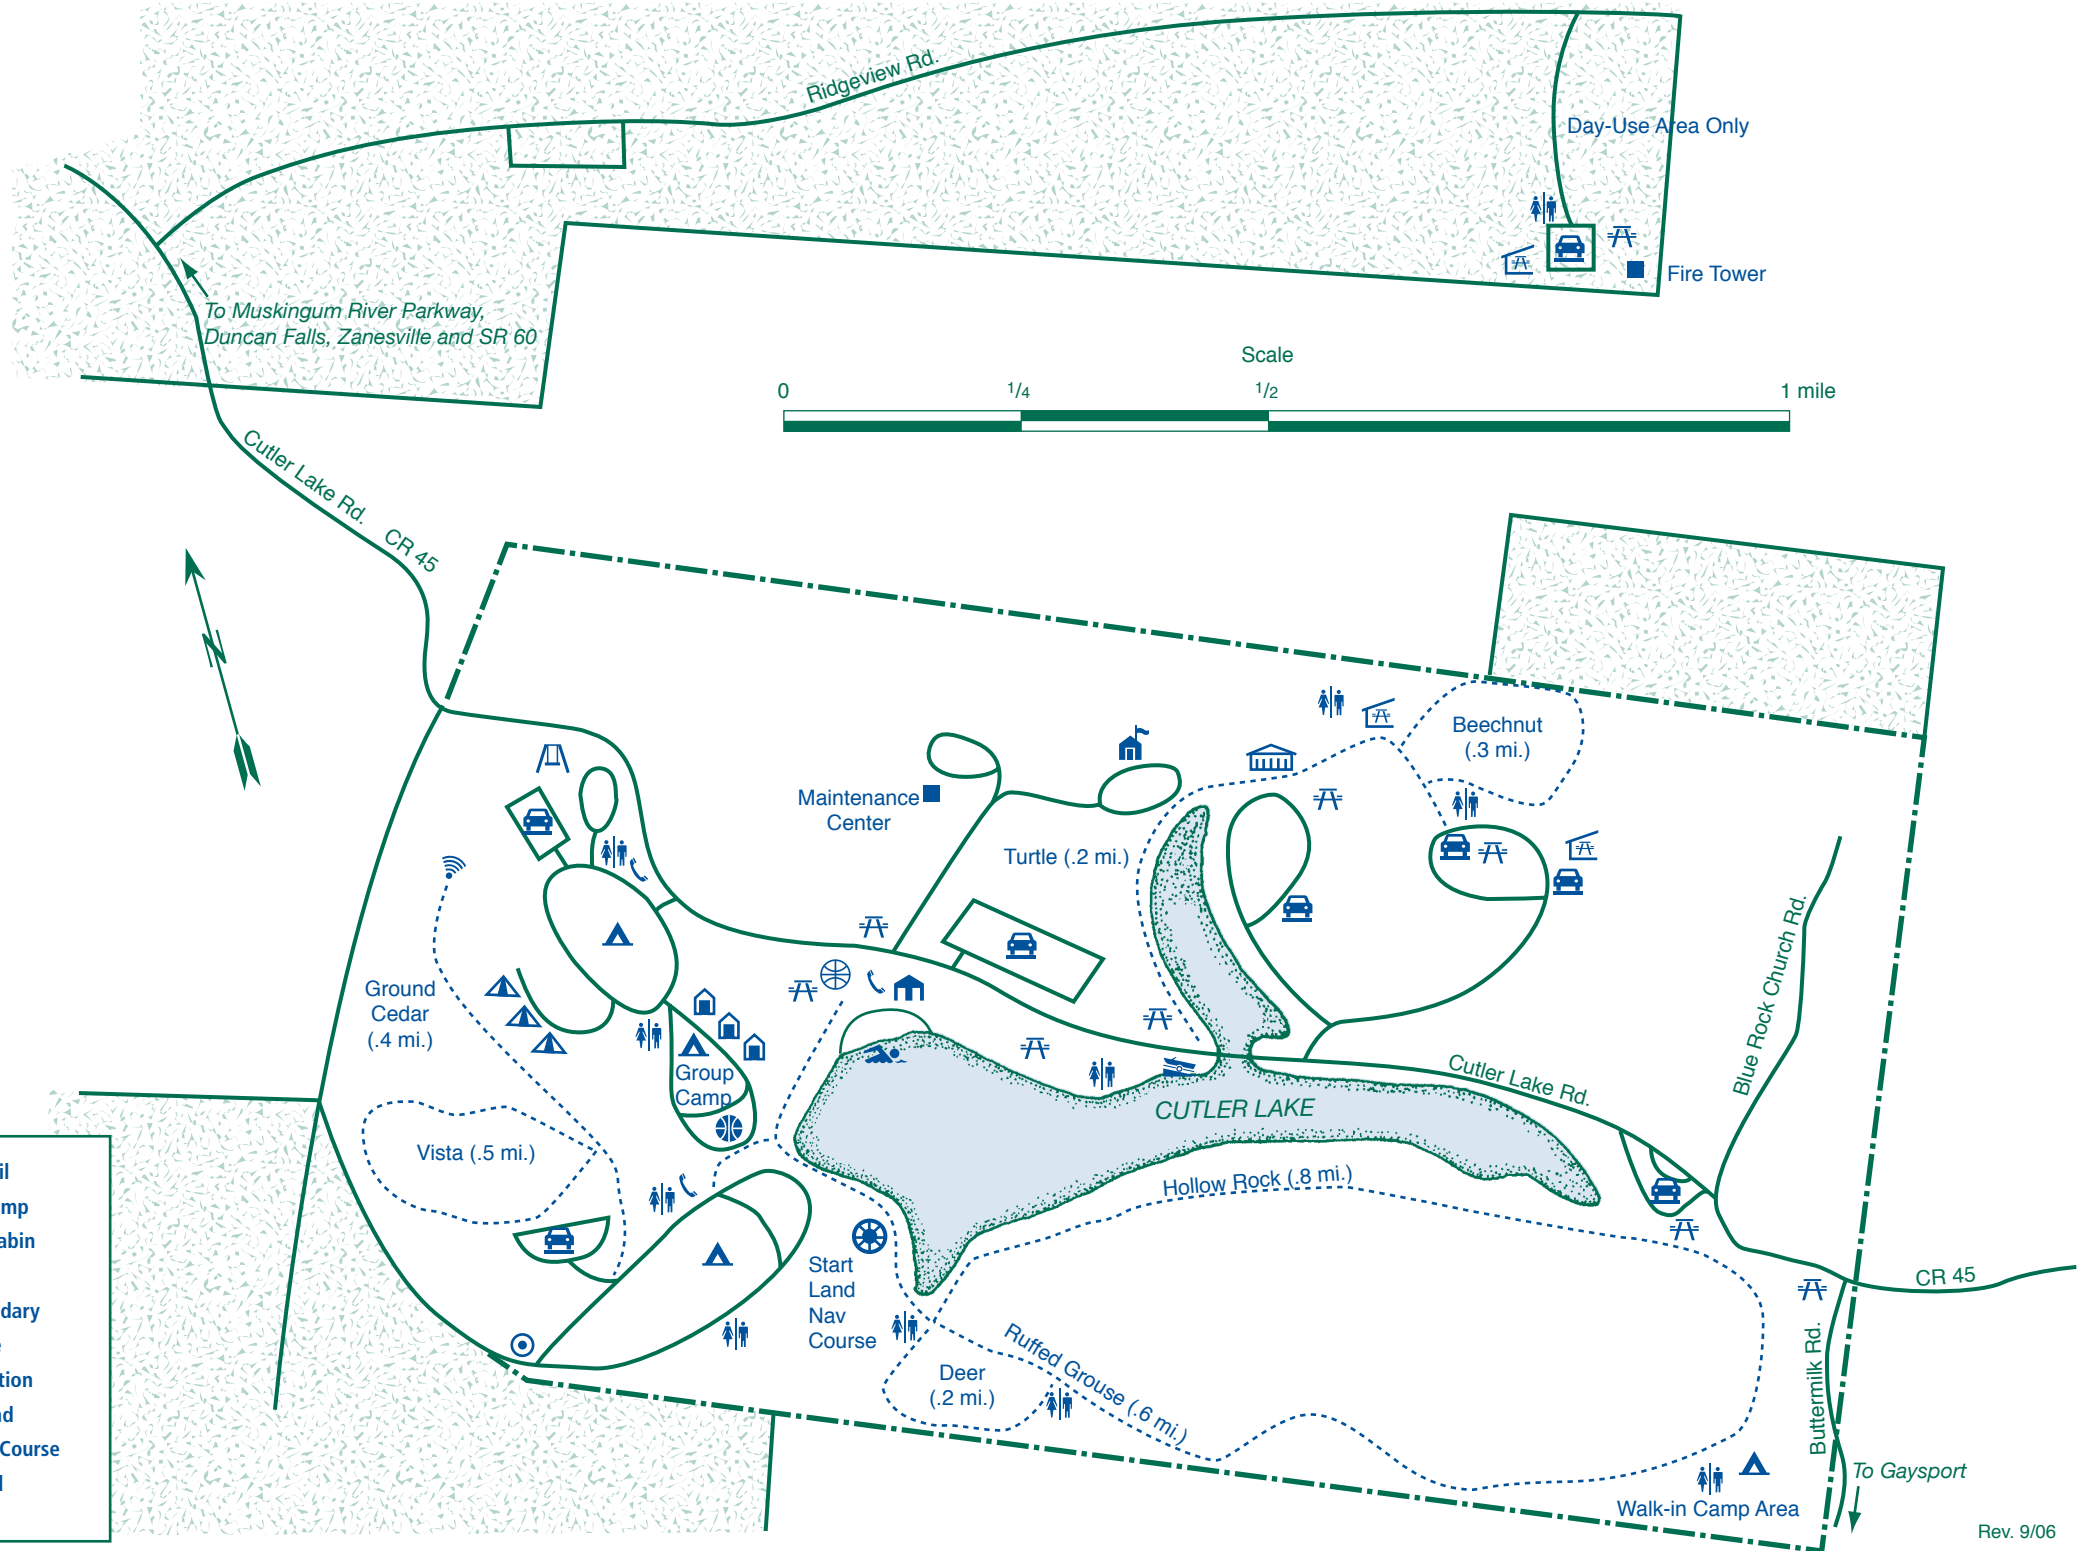 Ridgeview Rd.
Day-Use Area Only
Fire Tower
To Muskingum River Parkway,
Duncan Falls, Zanesville and SR 60
Scale
0 1/4 1/2 1 mile
Cutler Lake Rd.
CR 45
Beechnut
(.3 mi.)
Maintenance
Center
Turtle (.2 mi.)
Blue Rock Church Rd.
Ground
Cedar
(.4 mi.)
Group
Camp
Cutler Lake Rd.
CUTLER LAKE
Vista (.5 mi.)
Hollow Rock (.8 mi.)
Start
Land
Nav
Course
CR 45
Ruffed Grouse (.6 mi.)
Deer
(.2 mi.)
Buttermilk Rd.
To Gaysport
Walk-in Camp Area
Rev. 9/06
Course